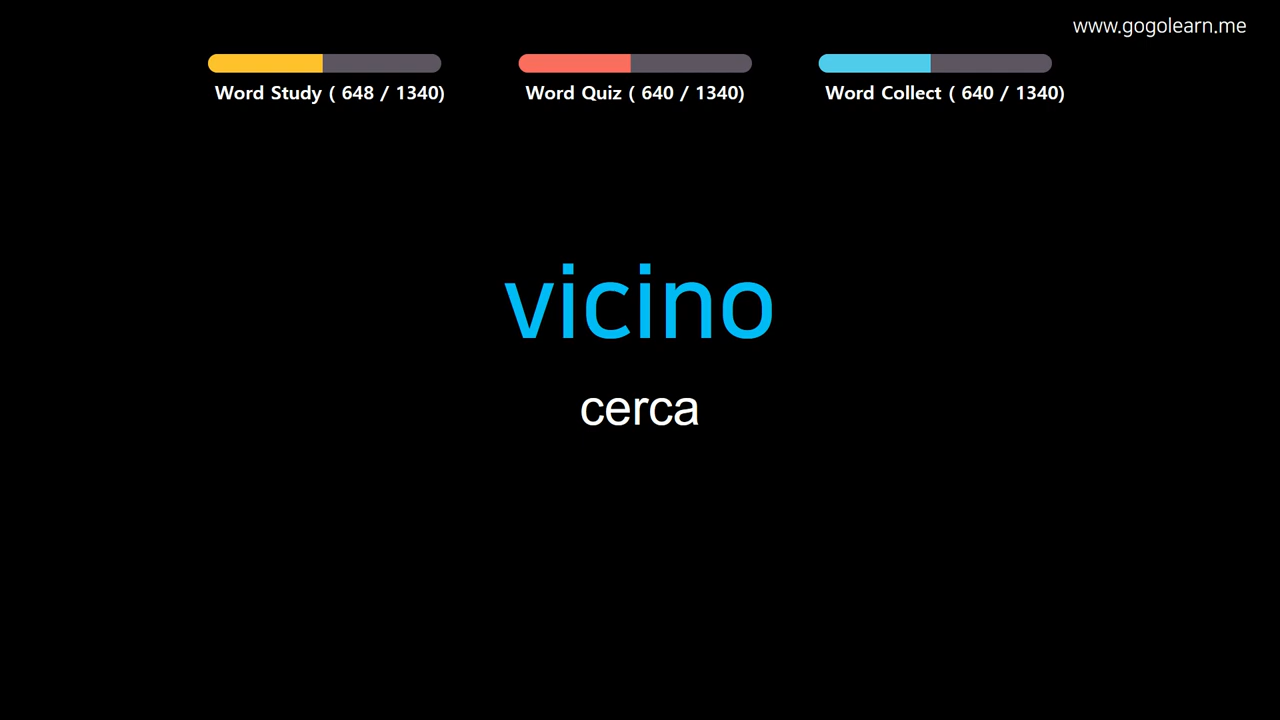 www.gogolearn.me
Word Study ( 648 / 1340)
Word Quiz ( 640 / 1340)
Word Collect ( 640 / 1340)
vicino
cerca